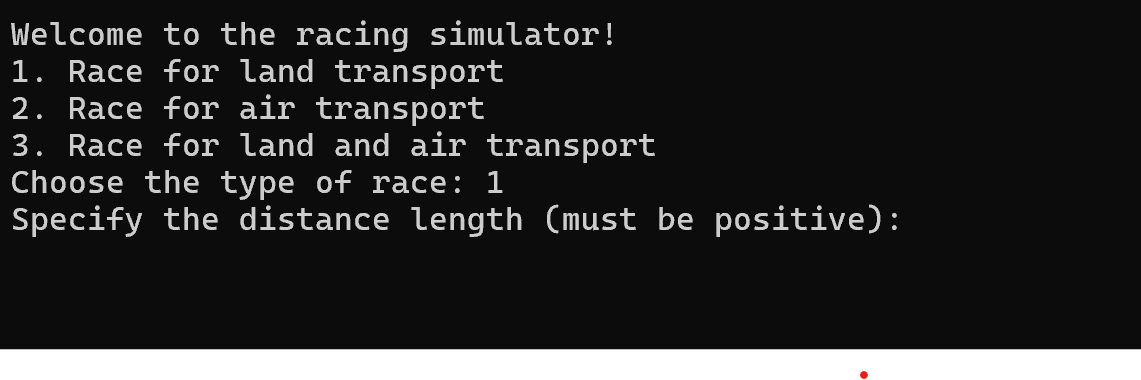 Welcome to the racing simulator!
1. Race for land transport
2. Race for air transport
3. Race for land and air transport
Choose the type of race: 1
Specify the distance length (must be positive):